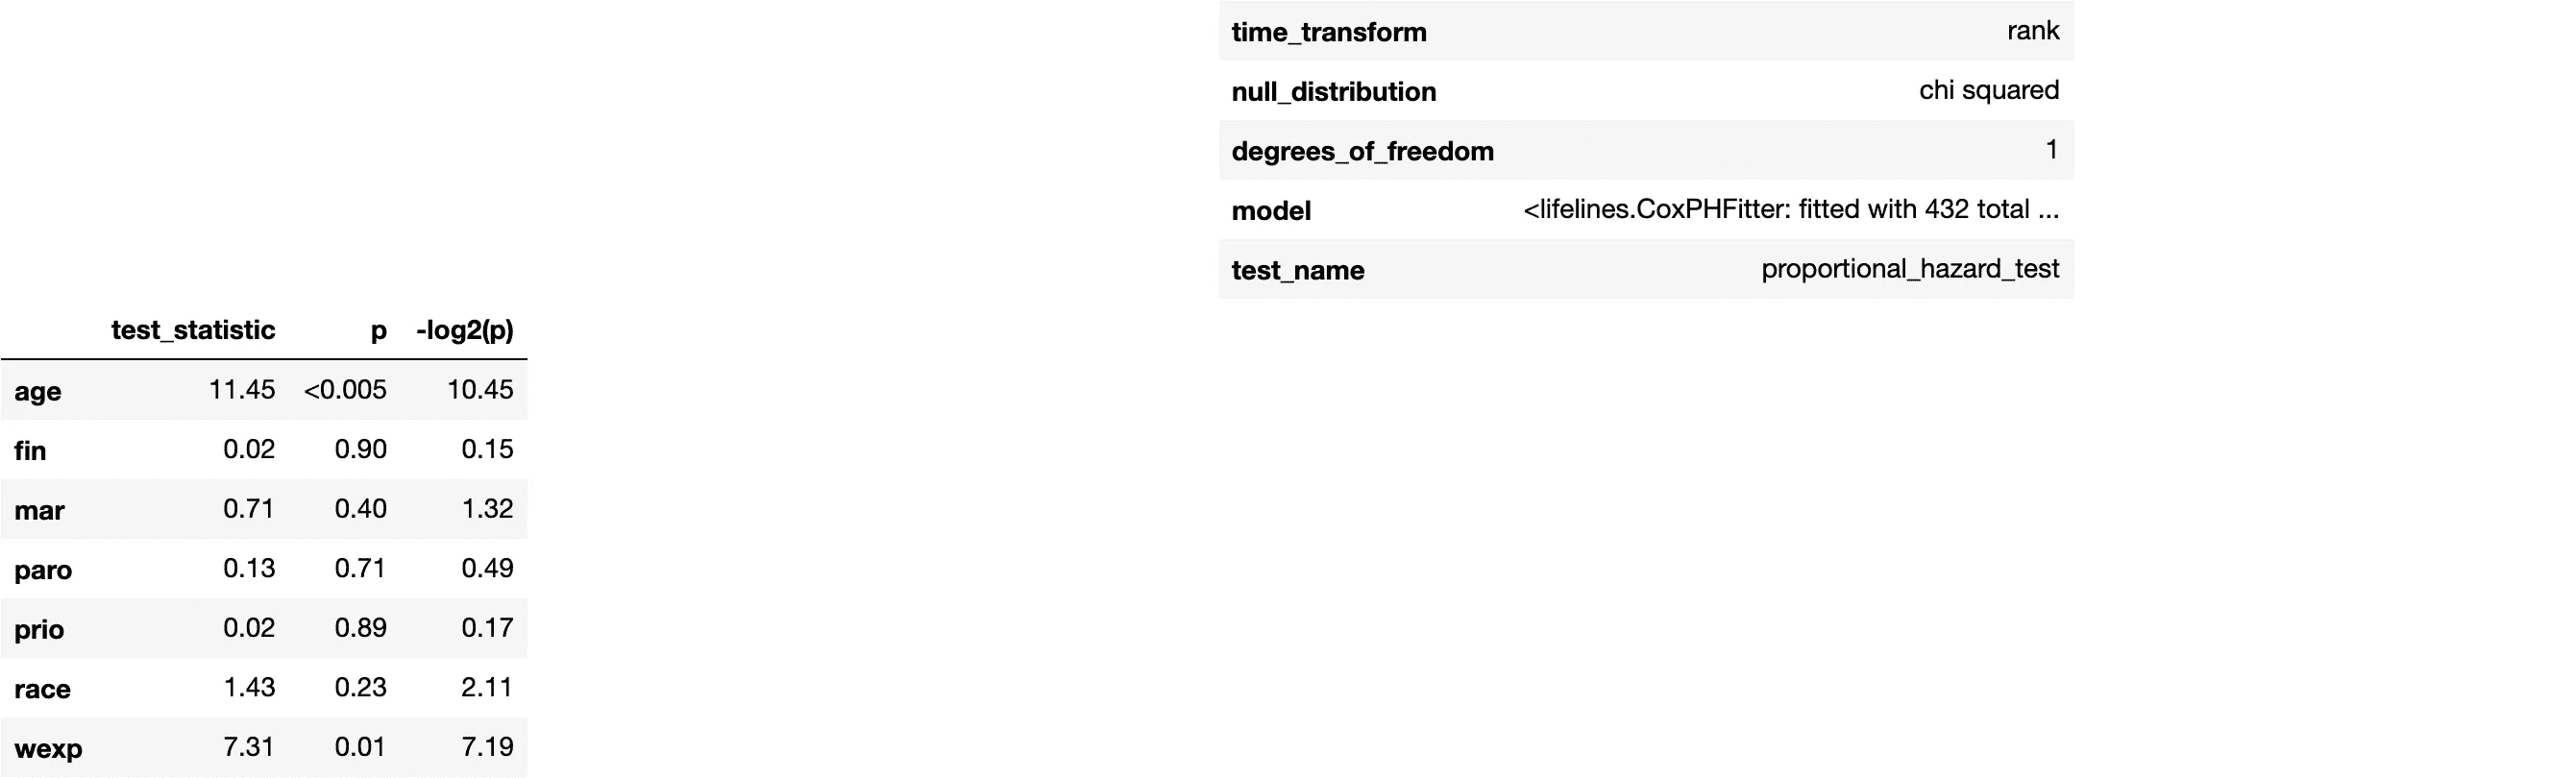 time_transform rank
null_distribution chi squared
degrees_of_freedom 1
model <lifelines.CoxPHFitter: fitted with 432 total ...
test_name proportional_hazard_test
test_statistic p -log2(p)
age 11.45 <0.005 10.45
fin 0.02 0.90 0.15
mar 0.71 0.40 1.32
paro 0.13 0.71 0.49
prio 0.02 0.89 0.17
race 1.43 0.23 2.11
wexp 7.31 0.01 7.19